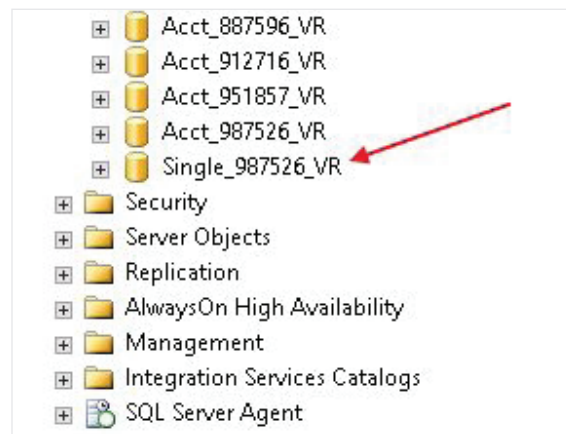 Acct_887596_VR
Acct_912716_VR
Acct_951857_VR
Acct_987526_VR
Single_987526_VR
Security
Server Objects
Replication
AlwaysOn High Availability
Management
Integration Services Catalogs
SQL Server Agent